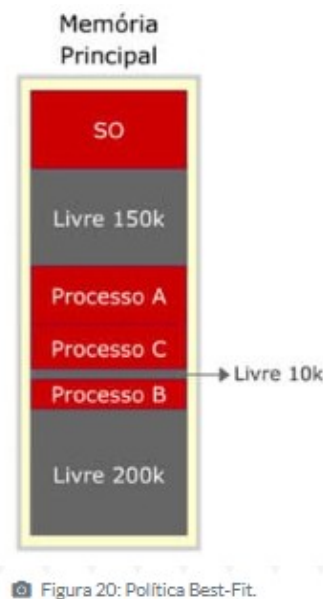 Memória
Principal
SO
Livre 150k
Processo A
Processo C
Livre 10k
Processo B
Livre 200k
Figura 20: Política Best-Fit.